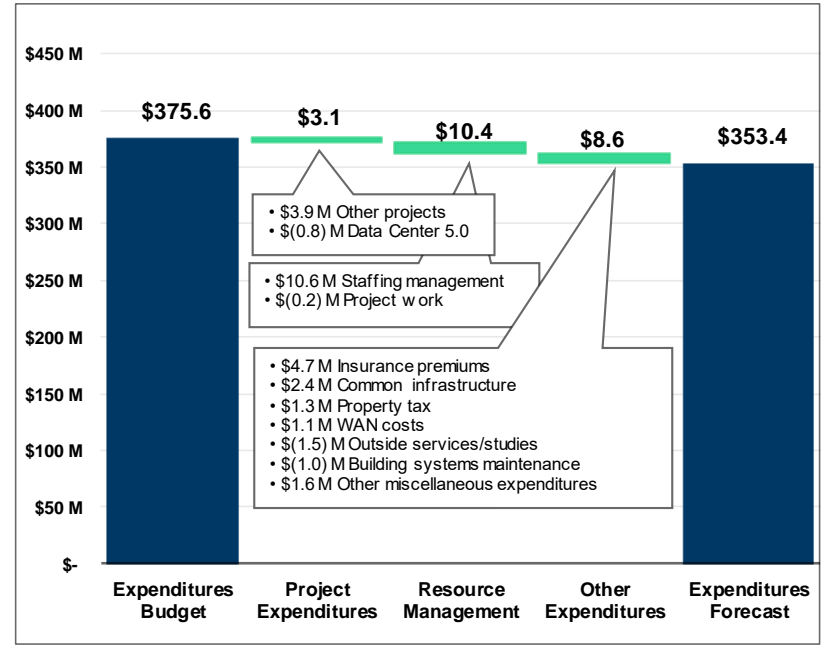 $450 M
$400 M
$350 M
$300 M
$250 M
$200 M
$150 M
$100 M
$50 M
$-
$375.6
$3.1
$10.4
$8.6
$353.4
• $3.9 M Other projects
• $(0.8) M Data Center 5.0
• $10.6 M Staffing management
• $(0.2) M Project work
• $4.7 M Insurance premiums
• $2.4 M Common infrastructure
• $1.3 M Property tax
• $1.1 M WAN costs
• $(1.5) M Outside services/studies
• $(1.0) M Building systems maintenance
• $1.6 M Other miscellaneous expenditures
Expenditures
Budget
Project
Expenditures
Resource
Management
Other
Expenditures
Expenditures
Forecast